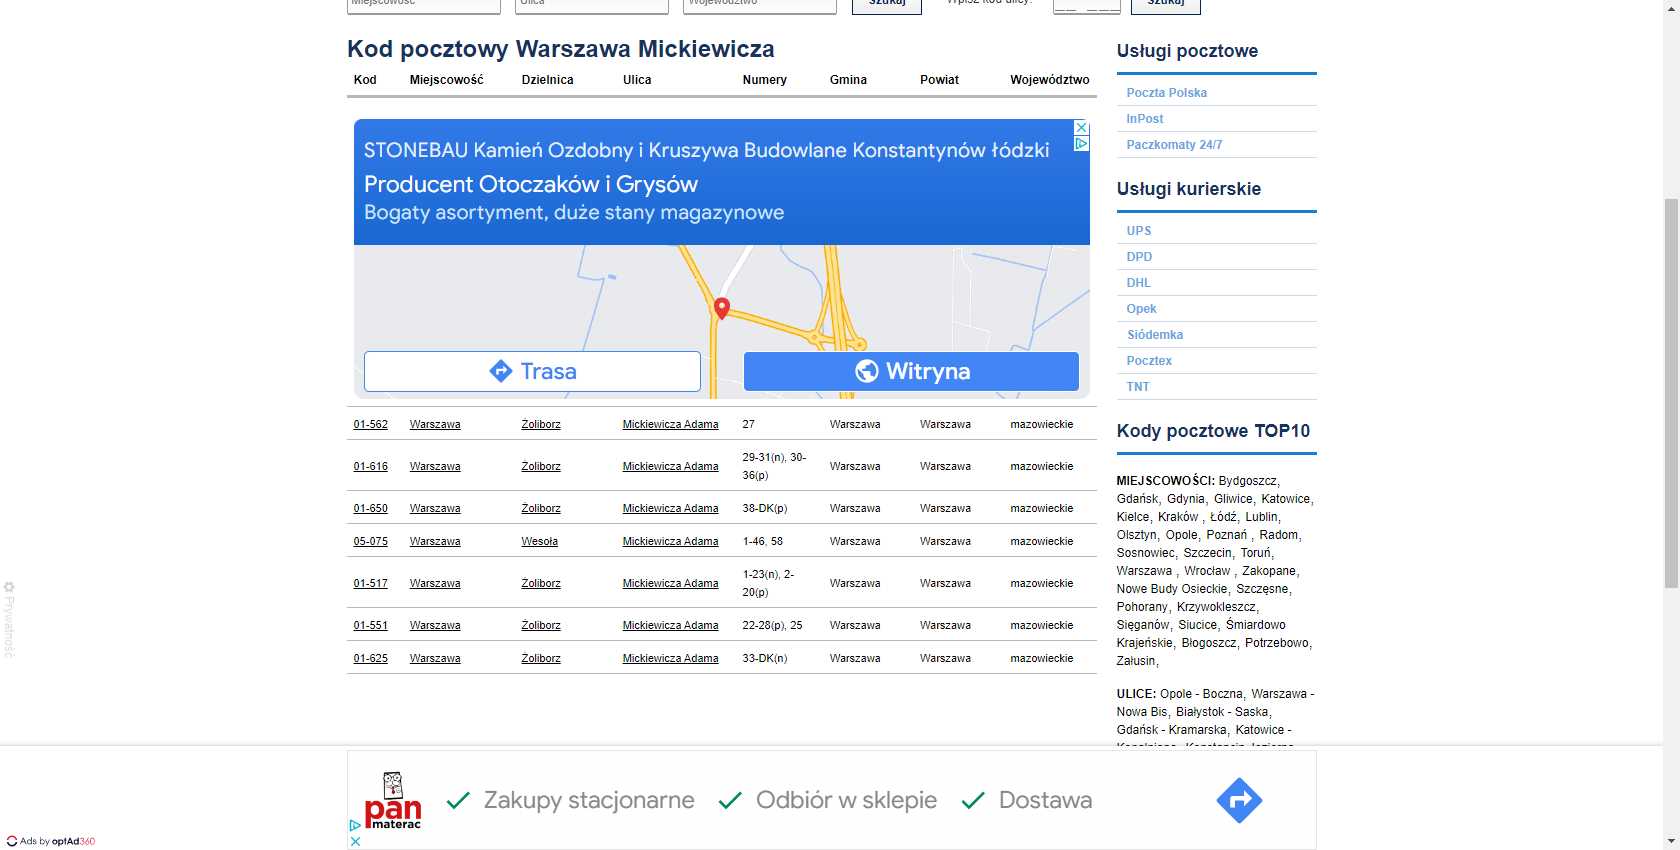 Miejscowość Ulica Województwo Szukaj Wpisz kod ulicy: __-___ Szukaj
Kod pocztowy Warszawa Mickiewicza
Kod Miejscowość Dzielnica Ulica Numery Gmina Powiat Województwo
STONEBAU Kamień Ozdobny i Kruszywa Budowlane Konstantynów łódzki
Producent Otoczaków i Grysów
Bogaty asortyment, duże stany magazynowe
Trasa Witryna
01-562 Warszawa Żoliborz Mickiewicza Adama 27 Warszawa Warszawa mazowieckie
01-616 Warszawa Żoliborz Mickiewicza Adama 29-31(n), 30-
36(p) Warszawa Warszawa mazowieckie
01-650 Warszawa Żoliborz Mickiewicza Adama 38-DK(p) Warszawa Warszawa mazowieckie
05-075 Warszawa Wesoła Mickiewicza Adama 1-46, 58 Warszawa Warszawa mazowieckie
01-517 Warszawa Żoliborz Mickiewicza Adama 1-23(n), 2-
20(p) Warszawa Warszawa mazowieckie
01-551 Warszawa Żoliborz Mickiewicza Adama 22-28(p), 25 Warszawa Warszawa mazowieckie
01-625 Warszawa Żoliborz Mickiewicza Adama 33-DK(n) Warszawa Warszawa mazowieckie
Usługi pocztowe
Poczta Polska
InPost
Paczkomaty 24/7
Usługi kurierskie
UPS
DPD
DHL
Opek
Siódemka
Pocztex
TNT
Kody pocztowe TOP10
MIEJSCOWOŚCI: Bydgoszcz,
Gdańsk, Gdynia, Gliwice, Katowice,
Kielce, Kraków , Łódź, Lublin,
Olsztyn, Opole, Poznań , Radom,
Sosnowiec, Szczecin, Toruń,
Warszawa , Wrocław , Zakopane,
Nowe Budy Osieckie, Szczęsne,
Pohorany, Krzywokleszcz,
Sięganów, Siucice, Śmiardowo
Krajeńskie, Błogoszcz, Potrzebowo,
Załusin,
ULICE: Opole - Boczna, Warszawa -
Nowa Bis, Białystok - Saska,
Gdańsk - Kramarska, Katowice -
Prywatność
pan
materac
Zakupy stacjonarne Odbiór w sklepie Dostawa
Ads by optAd360